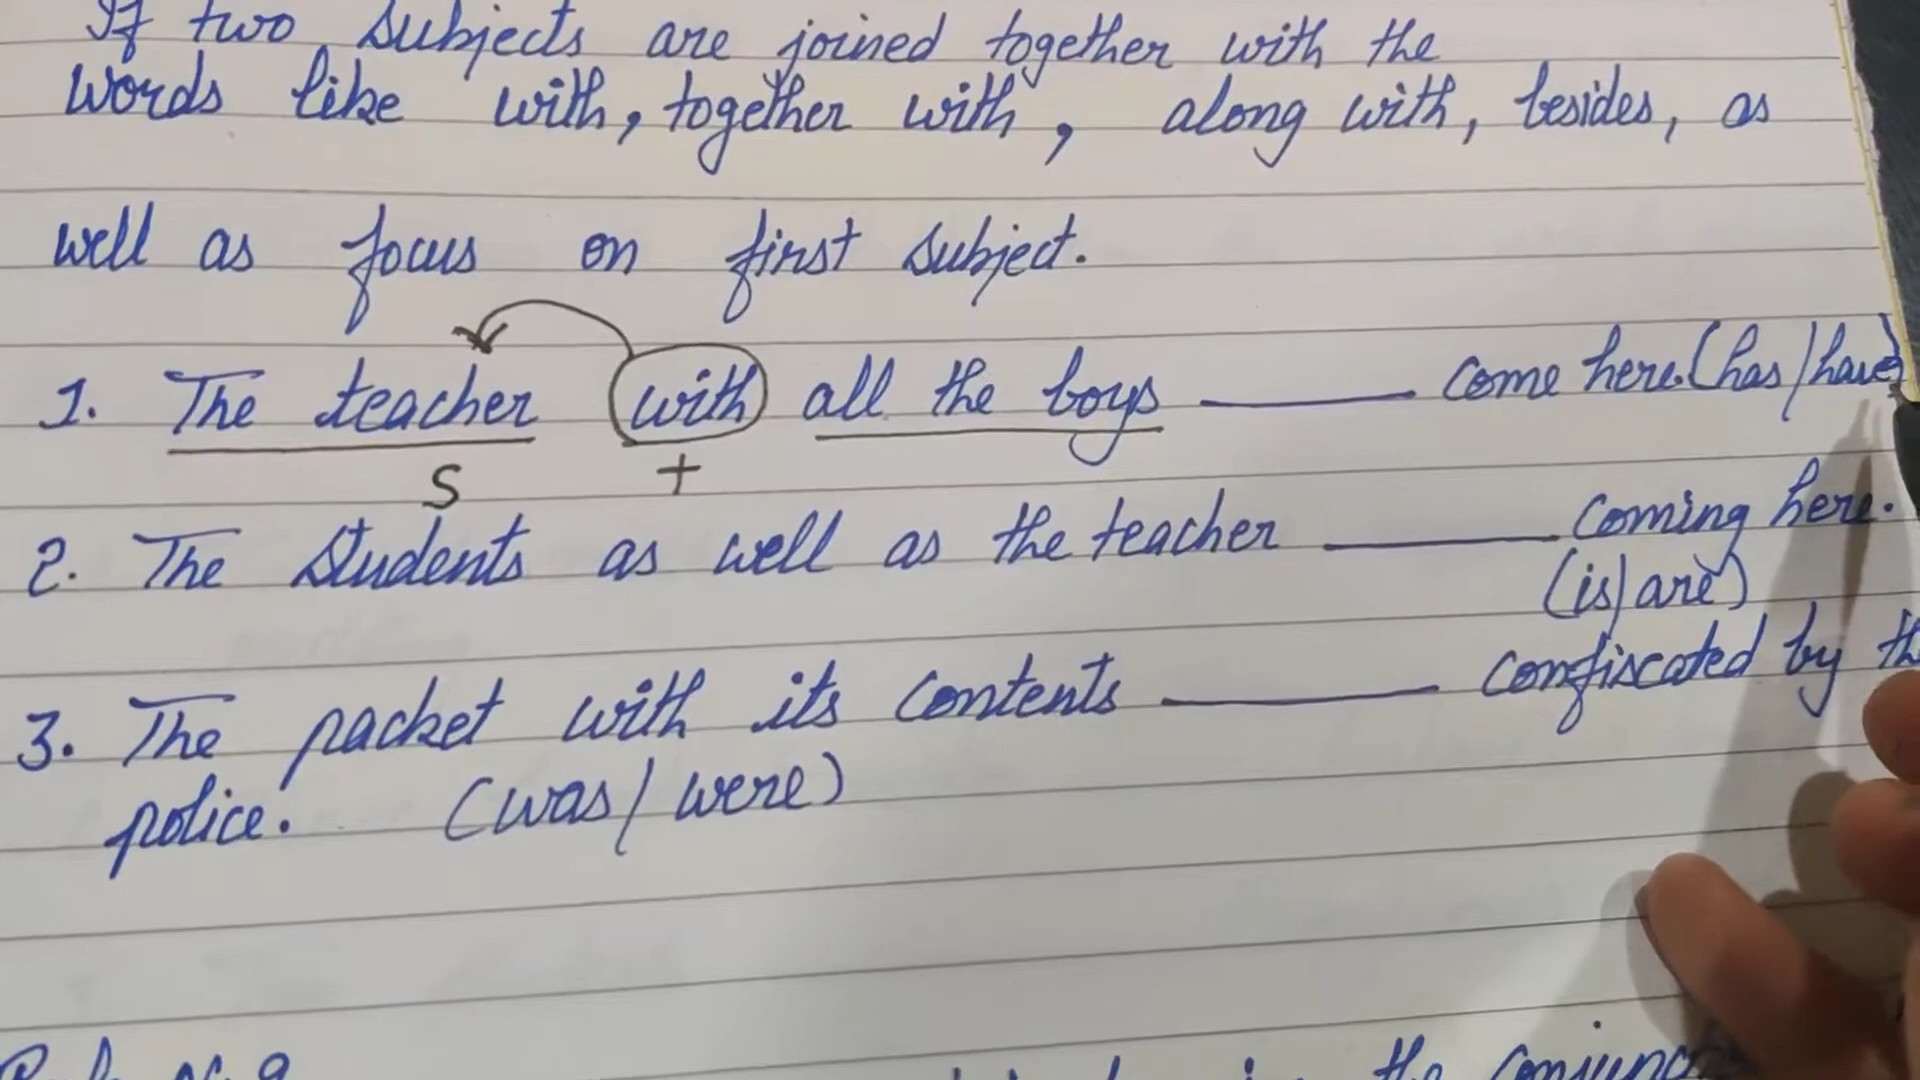 If two subjects are joined together with the
words like with, together with, along with, besides, as
well as focus on first subject.
1. The teacher with all the boys ______ come here. (has/have)
S +
2. The students as well as the teacher ______ coming here.
(is/are)
3. The packet with its contents ______ confiscated by th
police. (was/were)
the